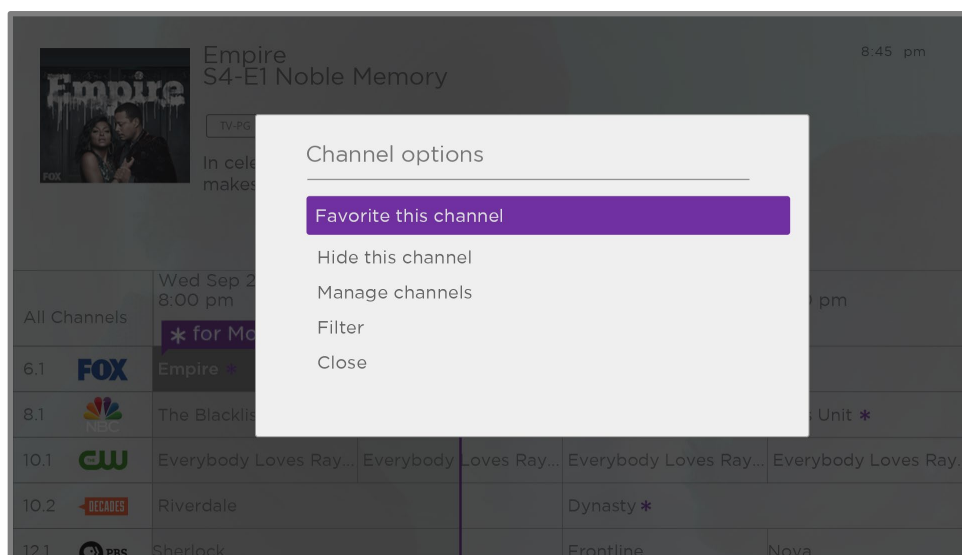 Empire
8:45 pm
S4-E1 Noble Memory
Empire
FOX
TV-PG
In cele
makes
Channel options
Favorite this channel
Hide this channel
Manage channels
Filter
Close
All Channels
Wed Sep 2
8:00 pm
pm
* for Mo
6.1 FOX Empire *
8.1 NBC The Blacklis Unit *
10.1 CW Everybody Loves Ray... Everybody Loves Ray... Everybody Loves Ray... Everybody Loves Ray.
10.2 DECADES Riverdale Dynasty *
12.1 PBS Sherlock Frontline Nova